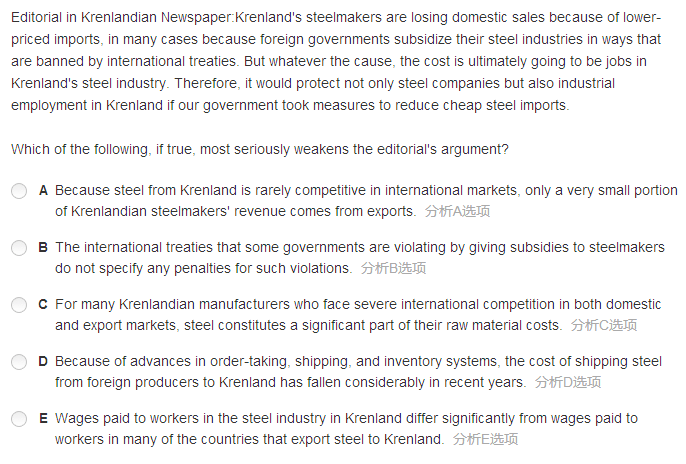 Editorial in Krenlandian Newspaper:Krenland's steelmakers are losing domestic sales because of lower-
priced imports, in many cases because foreign governments subsidize their steel industries in ways that
are banned by international treaties. But whatever the cause, the cost is ultimately going to be jobs in
Krenland's steel industry. Therefore, it would protect not only steel companies but also industrial
employment in Krenland if our government took measures to reduce cheap steel imports.
Which of the following, if true, most seriously weakens the editorial's argument?
A Because steel from Krenland is rarely competitive in international markets, only a very small portion
of Krenlandian steelmakers' revenue comes from exports. 分析A选项
B The international treaties that some governments are violating by giving subsidies to steelmakers
do not specify any penalties for such violations. 分析B选项
C For many Krenlandian manufacturers who face severe international competition in both domestic
and export markets, steel constitutes a significant part of their raw material costs. 分析C选项
D Because of advances in order-taking, shipping, and inventory systems, the cost of shipping steel
from foreign producers to Krenland has fallen considerably in recent years. 分析D选项
E Wages paid to workers in the steel industry in Krenland differ significantly from wages paid to
workers in many of the countries that export steel to Krenland. 分析E选项